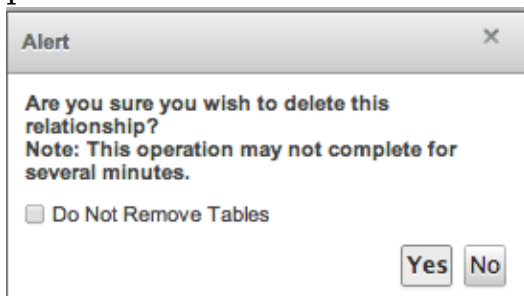 Alert
Are you sure you wish to delete this
relationship?
Note: This operation may not complete for
several minutes.
Do Not Remove Tables
Yes No